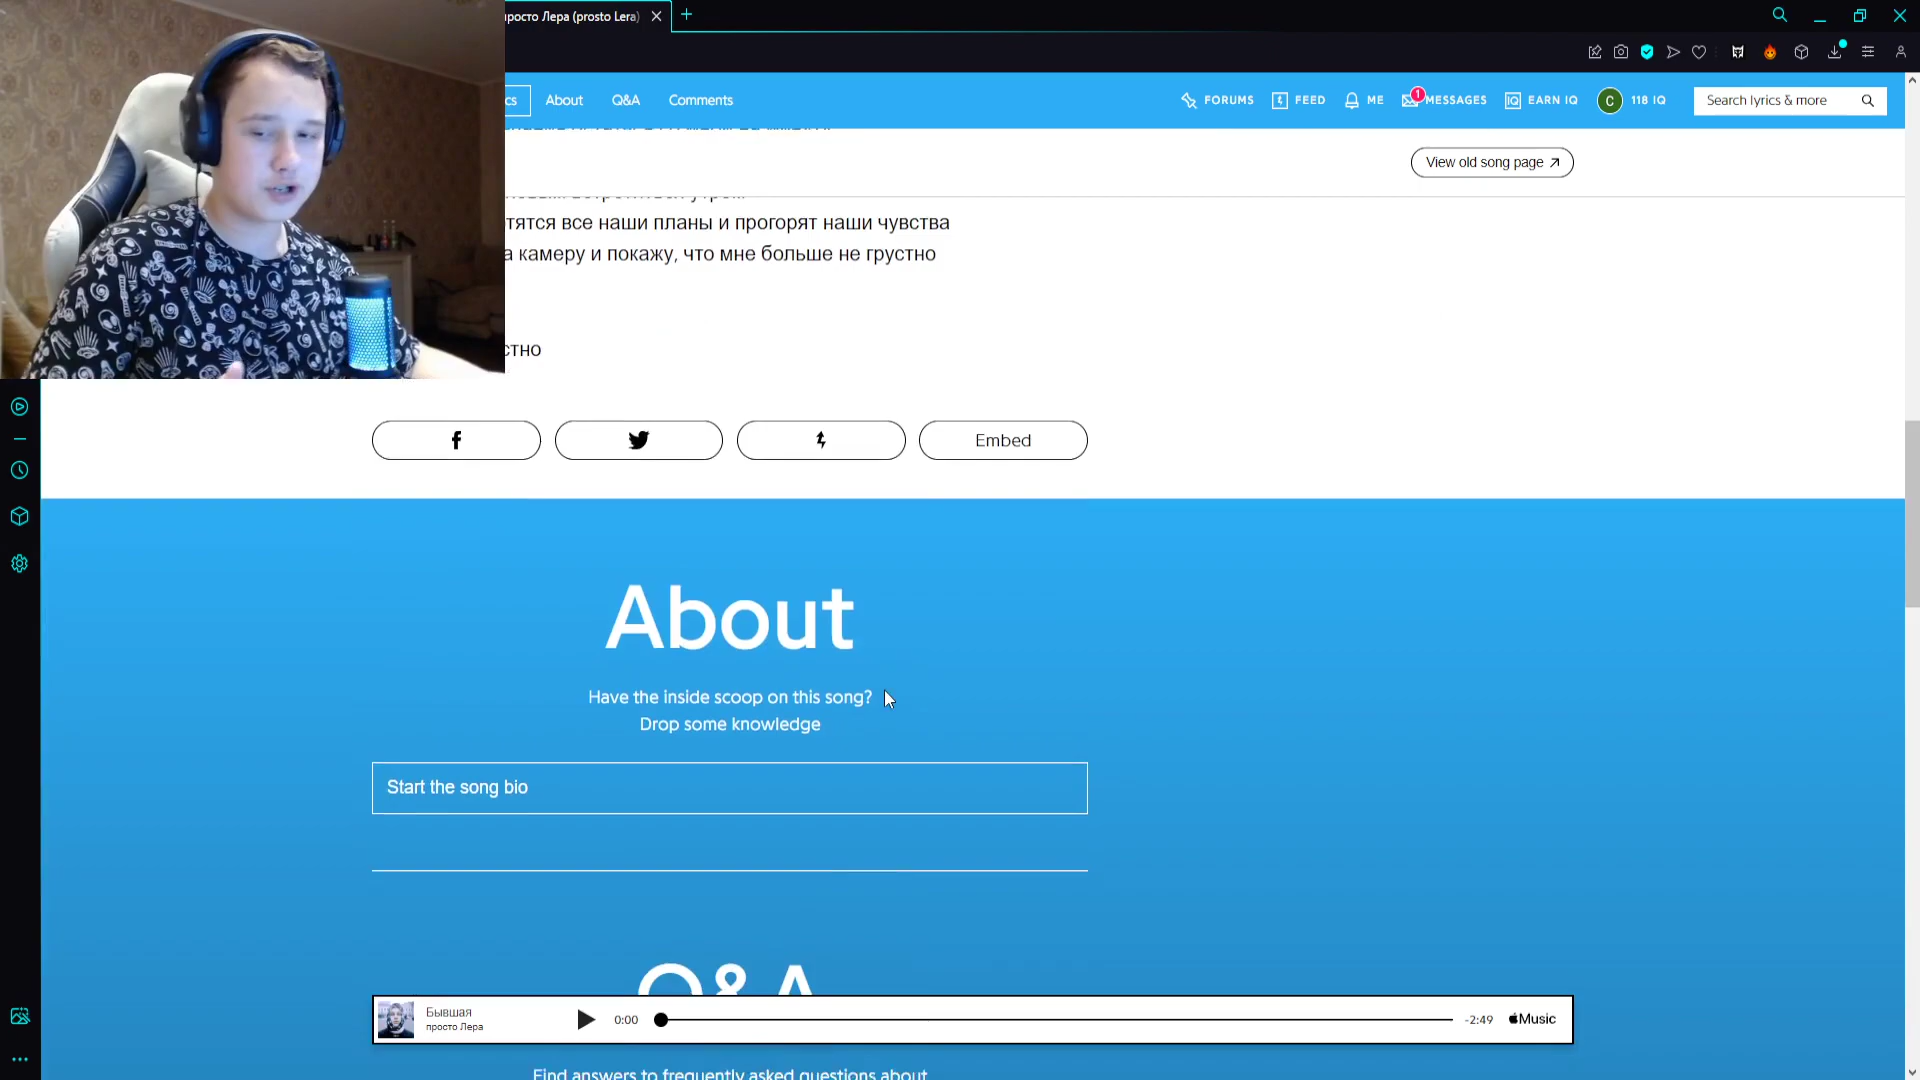 просто Лера (prosto Lera)
cs
About
Q&A
Comments
FORUMS
FEED
ME
1
MESSAGES
IQ
EARN IQ
C
118 IQ
Search lyrics & more
View old song page
тятся все наши планы и прогорят наши чувства
а камеру и покажу, что мне больше не грустно
стно
Embed
About
Have the inside scoop on this song?
Drop some knowledge
Start the song bio
Q&A
Бывшая
просто Лера
0:00
-2:49
Music
Find answers to frequently asked questions about